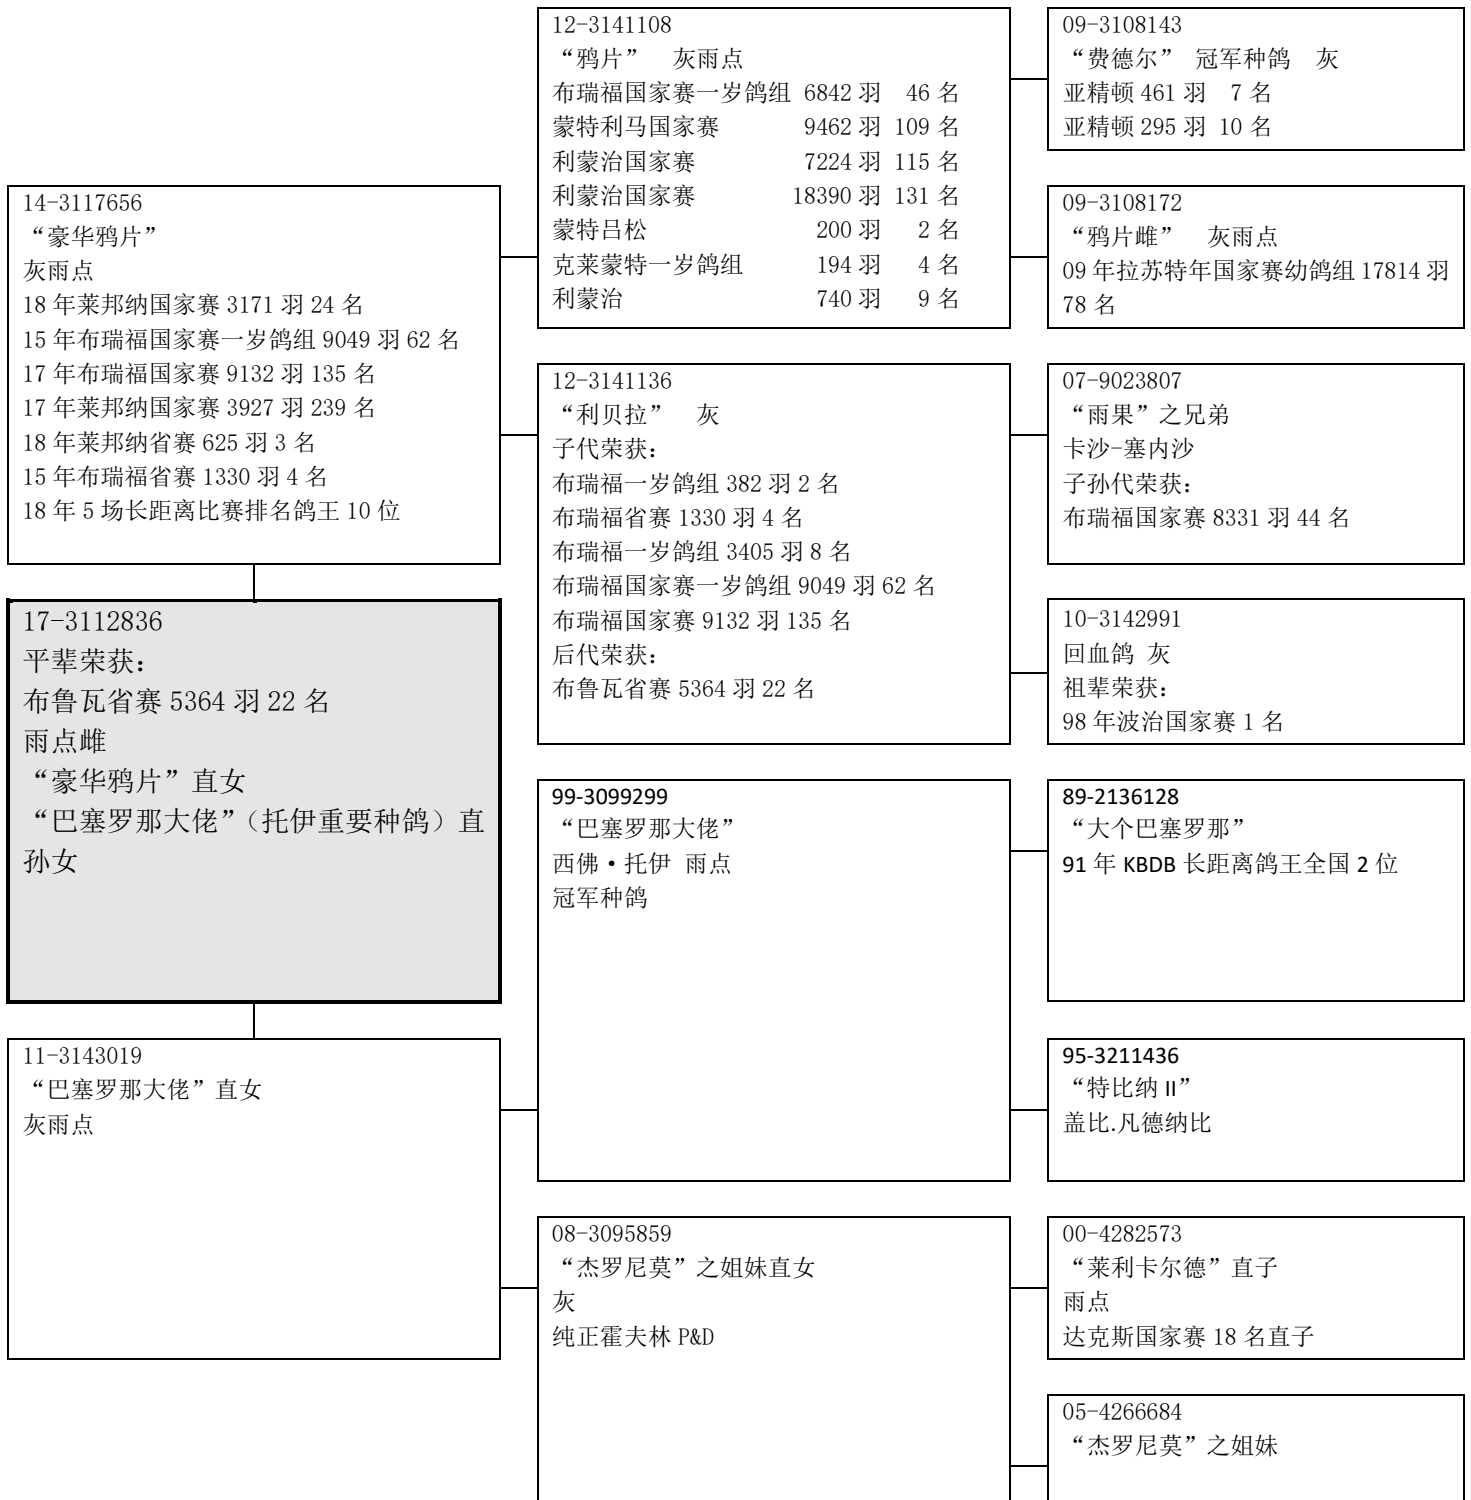 14-3117656
“豪华鸦片”
灰雨点
18 年莱邦纳国家赛 3171 羽 24 名
15 年布瑞福国家赛一岁鸽组 9049 羽 62 名
17 年布瑞福国家赛 9132 羽 135 名
17 年莱邦纳国家赛 3927 羽 239 名
18 年莱邦纳省赛 625 羽 3 名
15 年布瑞福省赛 1330 羽 4 名
18 年 5 场长距离比赛排名鸽王 10 位
17-3112836
平辈荣获：
布鲁瓦省赛 5364 羽 22 名
雨点雌
“豪华鸦片”直女
“巴塞罗那大佬”（托伊重要种鸽）直
孙女
11-3143019
“巴塞罗那大佬”直女
灰雨点
12-3141108
“鸦片” 灰雨点
布瑞福国家赛一岁鸽组 6842 羽 46 名
蒙特利马国家赛 9462 羽 109 名
利蒙治国家赛 7224 羽 115 名
利蒙治国家赛 18390 羽 131 名
蒙特吕松 200 羽 2 名
克莱蒙特一岁鸽组 194 羽 4 名
利蒙治 740 羽 9 名
12-3141136
“利贝拉” 灰
子代荣获：
布瑞福一岁鸽组 382 羽 2 名
布瑞福省赛 1330 羽 4 名
布瑞福一岁鸽组 3405 羽 8 名
布瑞福国家赛一岁鸽组 9049 羽 62 名
布瑞福国家赛 9132 羽 135 名
后代荣获：
布鲁瓦省赛 5364 羽 22 名
99-3099299
“巴塞罗那大佬”
西佛•托伊 雨点
冠军种鸽
08-3095859
“杰罗尼莫”之姐妹直女
灰
纯正霍夫林 P&D
09-3108143
“费德尔” 冠军种鸽 灰
亚精顿 461 羽 7 名
亚精顿 295 羽 10 名
09-3108172
“鸦片雌” 灰雨点
09 年拉苏特年国家赛幼鸽组 17814 羽
78 名
07-9023807
“雨果”之兄弟
卡沙-塞内沙
子孙代荣获：
布瑞福国家赛 8331 羽 44 名
10-3142991
回血鸽 灰
祖辈荣获：
98 年波治国家赛 1 名
89-2136128
“大个巴塞罗那”
91 年 KBDB 长距离鸽王全国 2 位
95-3211436
“特比纳 II”
盖比.凡德纳比
00-4282573
“莱利卡尔德”直子
雨点
达克斯国家赛 18 名直子
05-4266684
“杰罗尼莫”之姐妹